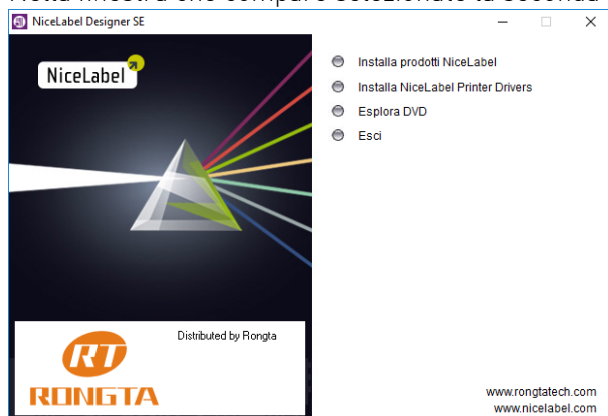 Nella finestra che compare selezionate la seconda
NiceLabel Designer SE
NiceLabel
Installa prodotti NiceLabel
Installa NiceLabel Printer Drivers
Esplora DVD
Esci
Distributed by Rongta
RT
RONGTA
www.rongtatech.com
www.nicelabel.com